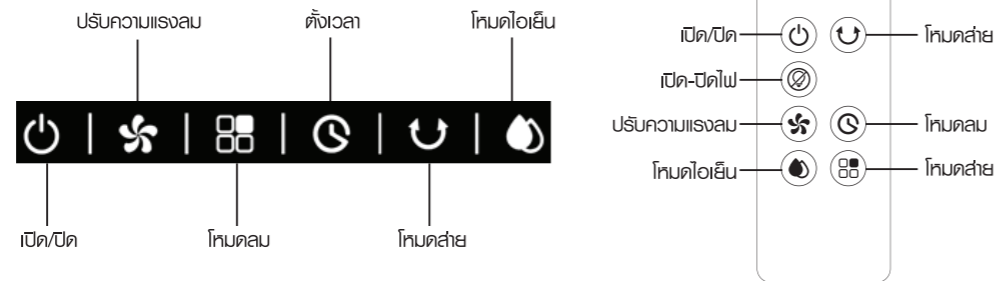 ปรับความแรงลม ตั้งเวลา โหมดไอเย็น
เปิด/ปิด โหมดลม โหมดส่าย
เปิด/ปิด โหมดส่าย
เปิด-ปิดไฟ
ปรับความแรงลม โหมดลม
โหมดไอเย็น โหมดส่าย